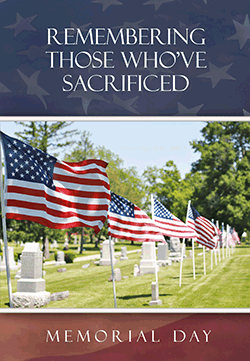 REMEMBERING
THOSE WHO'VE
SACRIFICED
MEMORIAL DAY